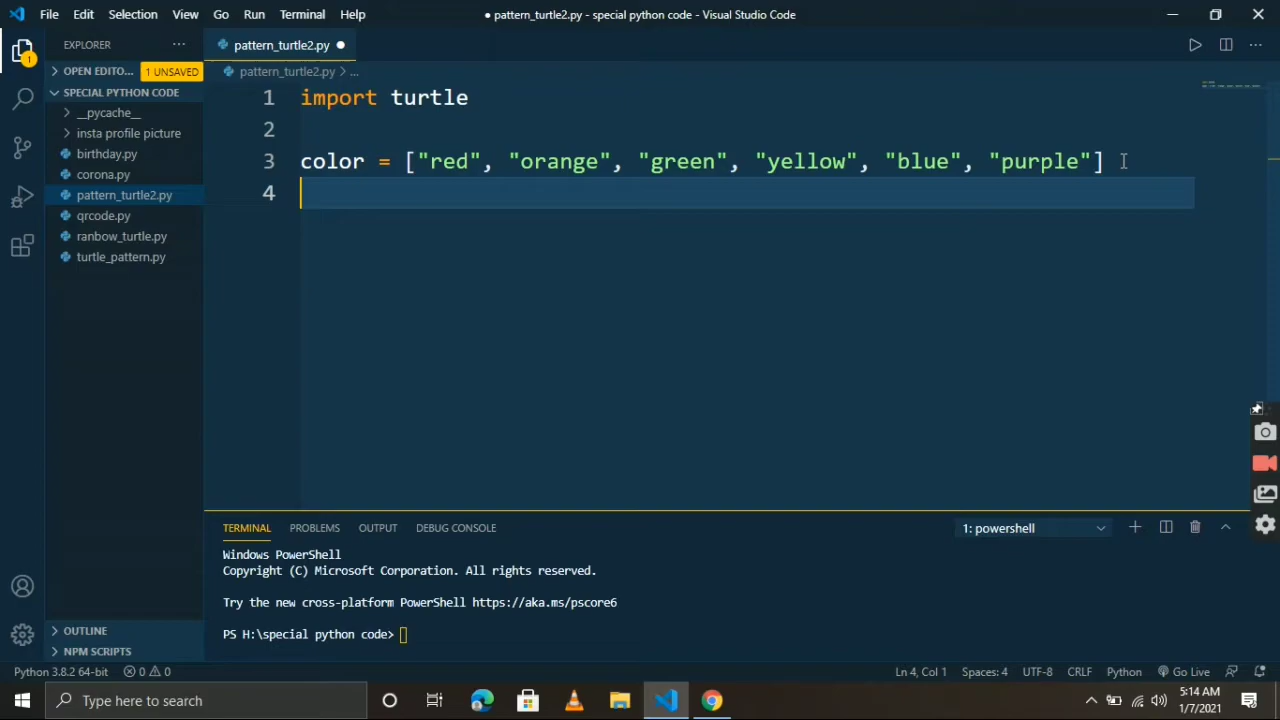 File Edit Selection View Go Run Terminal Help
● pattern_turtle2.py - special python code - Visual Studio Code
EXPLORER
pattern_turtle2.py
OPEN EDITO... 1 UNSAVED
pattern_turtle2.py > ...
SPECIAL PYTHON CODE
__pycache__
insta profile picture
birthday.py
corona.py
pattern_turtle2.py
qrcode.py
ranbow_turtle.py
turtle_pattern.py
1 import turtle
2
3 color = ["red", "orange", "green", "yellow", "blue", "purple"]
4
TERMINAL PROBLEMS OUTPUT DEBUG CONSOLE
1: powershell
Windows PowerShell
Copyright (C) Microsoft Corporation. All rights reserved.
Try the new cross-platform PowerShell https://aka.ms/pscore6
PS H:\special python code>
OUTLINE
NPM SCRIPTS
Python 3.8.2 64-bit 0 0
Ln 4, Col 1 Spaces: 4 UTF-8 CRLF Python Go Live
Type here to search
5:14 AM
1/7/2021
1